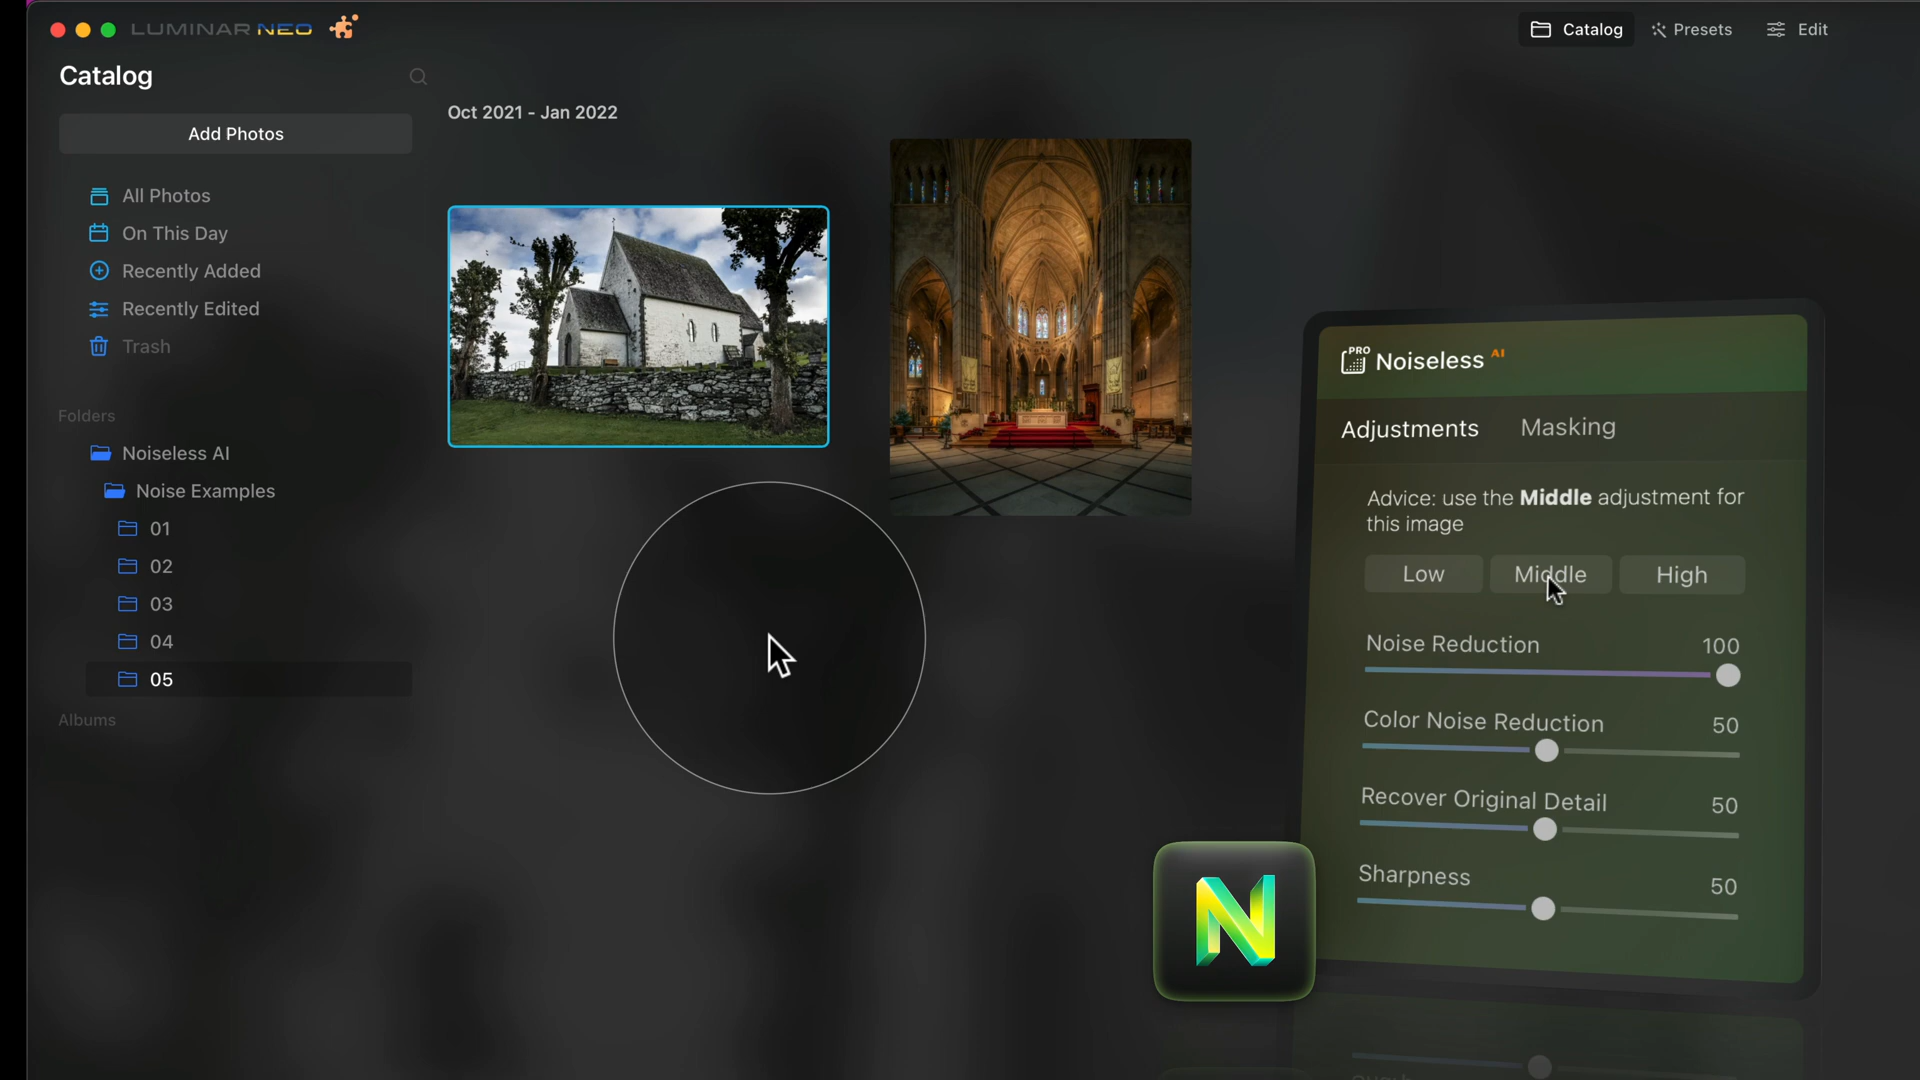 LUMINAR NEO
Catalog
Presets
Edit
Catalog
Add Photos
All Photos
On This Day
Recently Added
Recently Edited
Trash
Folders
Noiseless AI
Noise Examples
01
02
03
04
05
Albums
Oct 2021 - Jan 2022
PRO
Noiseless AI
Adjustments
Masking
Advice: use the Middle adjustment for
this image
Low
Middle
High
Noise Reduction
100
Color Noise Reduction
50
Recover Original Detail
50
Sharpness
50
N